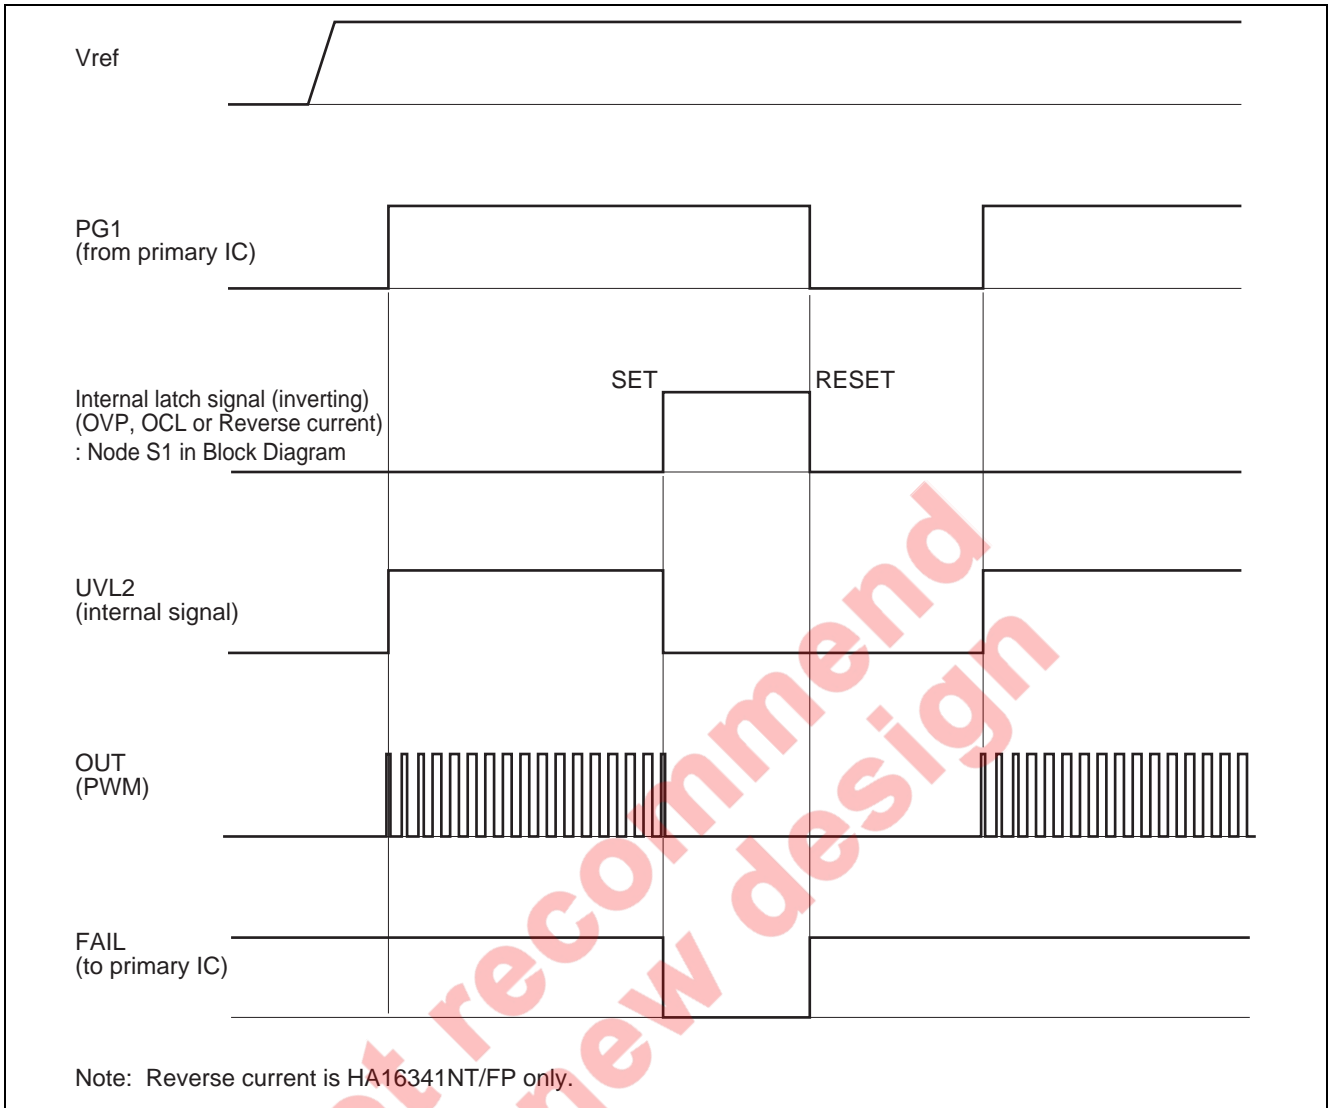 Vref
PG1
(from primary IC)
SET
RESET
Internal latch signal (inverting)
(OVP, OCL or Reverse current)
: Node S1 in Block Diagram
UVL2
(internal signal)
OUT
(PWM)
FAIL
(to primary IC)
Note: Reverse current is HA16341NT/FP only.
recommend
new design